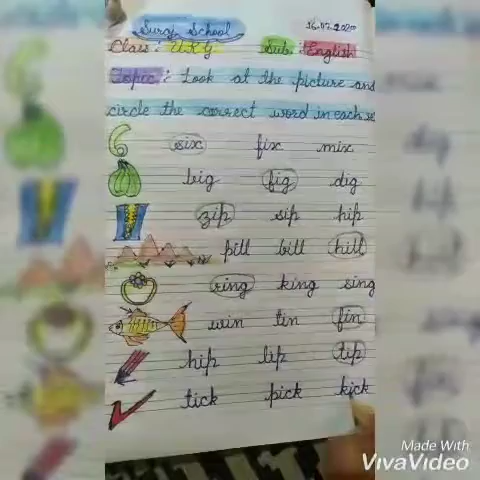 Suraj School 16.07.2020
Class : U.K.G Sub : English
Topic : Look at the picture and
circle the correct word in each
six fix mix
big fig dig
zip sip hip
pill bill hill
ring king sing
win tin fin
hip lip tip
tick pick kick
Made With
VivaVideo